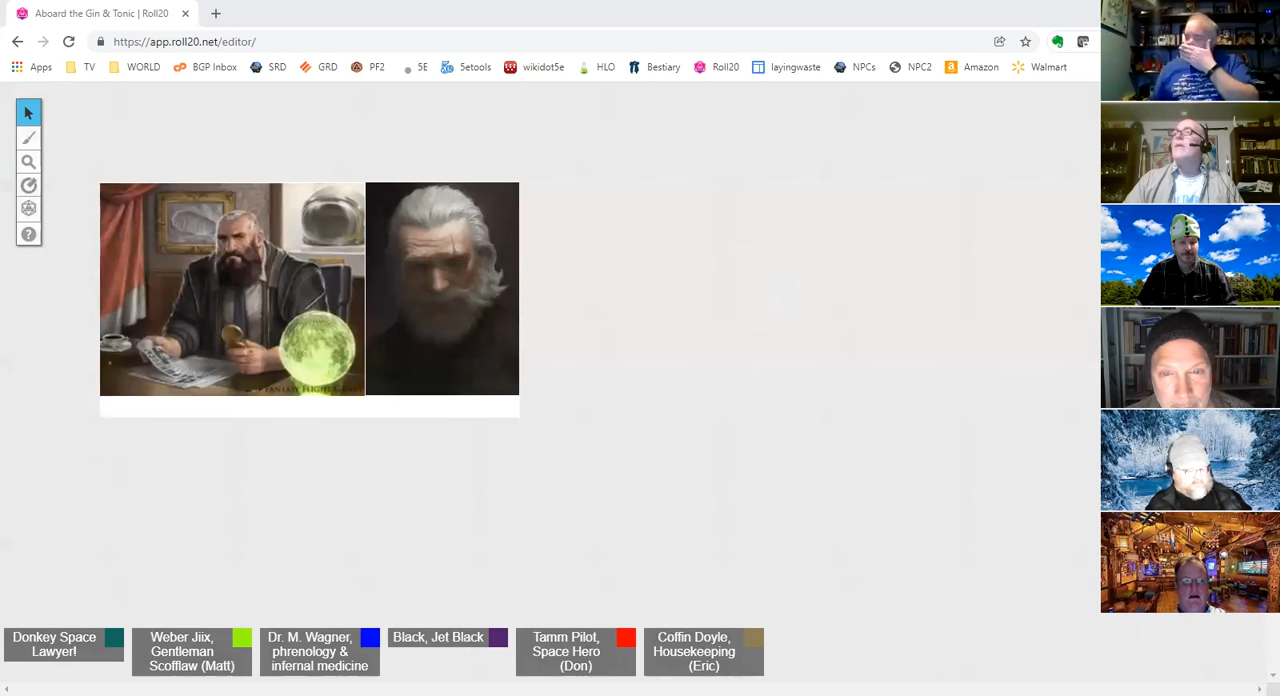 Aboard the Gin & Tonic | Roll20
https://app.roll20.net/editor/
Apps TV WORLD BGP Inbox SRD GRD PF2 5E 5etools wikidot5e HLO Bestiary Roll20 layingwaste NPCs NPC2 Amazon Walmart
FANTASY FLIGHT
Donkey Space
Lawyer!
Weber Jiix,
Gentleman
Scofflaw (Matt)
Dr. M. Wagner,
phrenology &
infernal medicine
Black, Jet Black
Tamm Pilot,
Space Hero
(Don)
Coffin Doyle,
Housekeeping
(Eric)